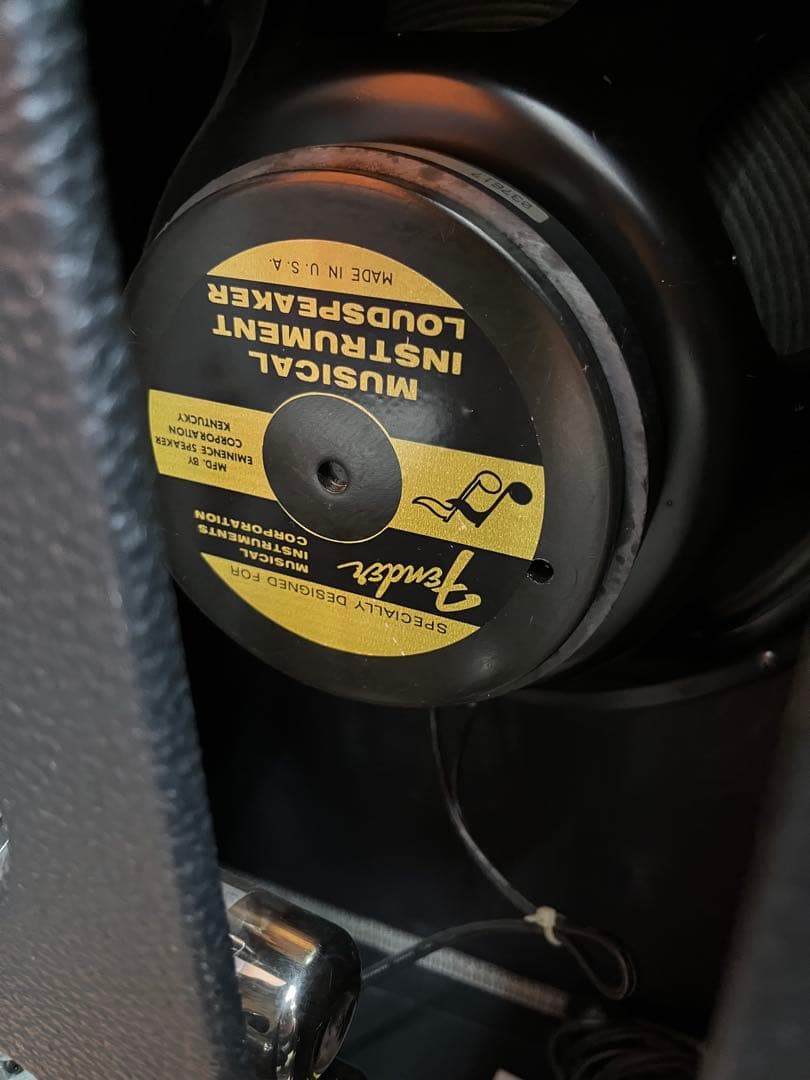 SPECIALLY DESIGNED FOR
Fender
MUSICAL
INSTRUMENTS
CORPORATION
MFD. BY
EMINENCE SPEAKER
CORPORATION
KENTUCKY
MUSICAL
INSTRUMENT
LOUDSPEAKER
MADE IN U.S.A.